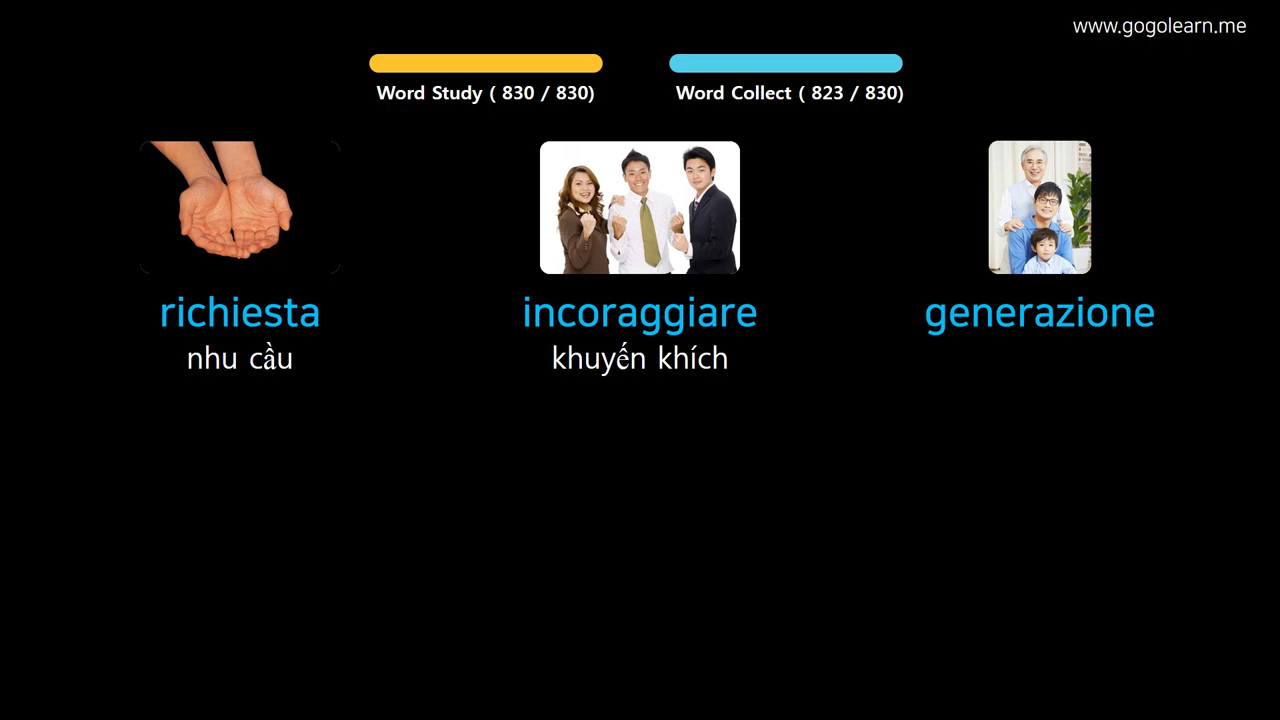 www.gogolearn.me
Word Study ( 830 / 830)
Word Collect ( 823 / 830)
richiesta
nhu cầu
incoraggiare
khuyến khích
generazione